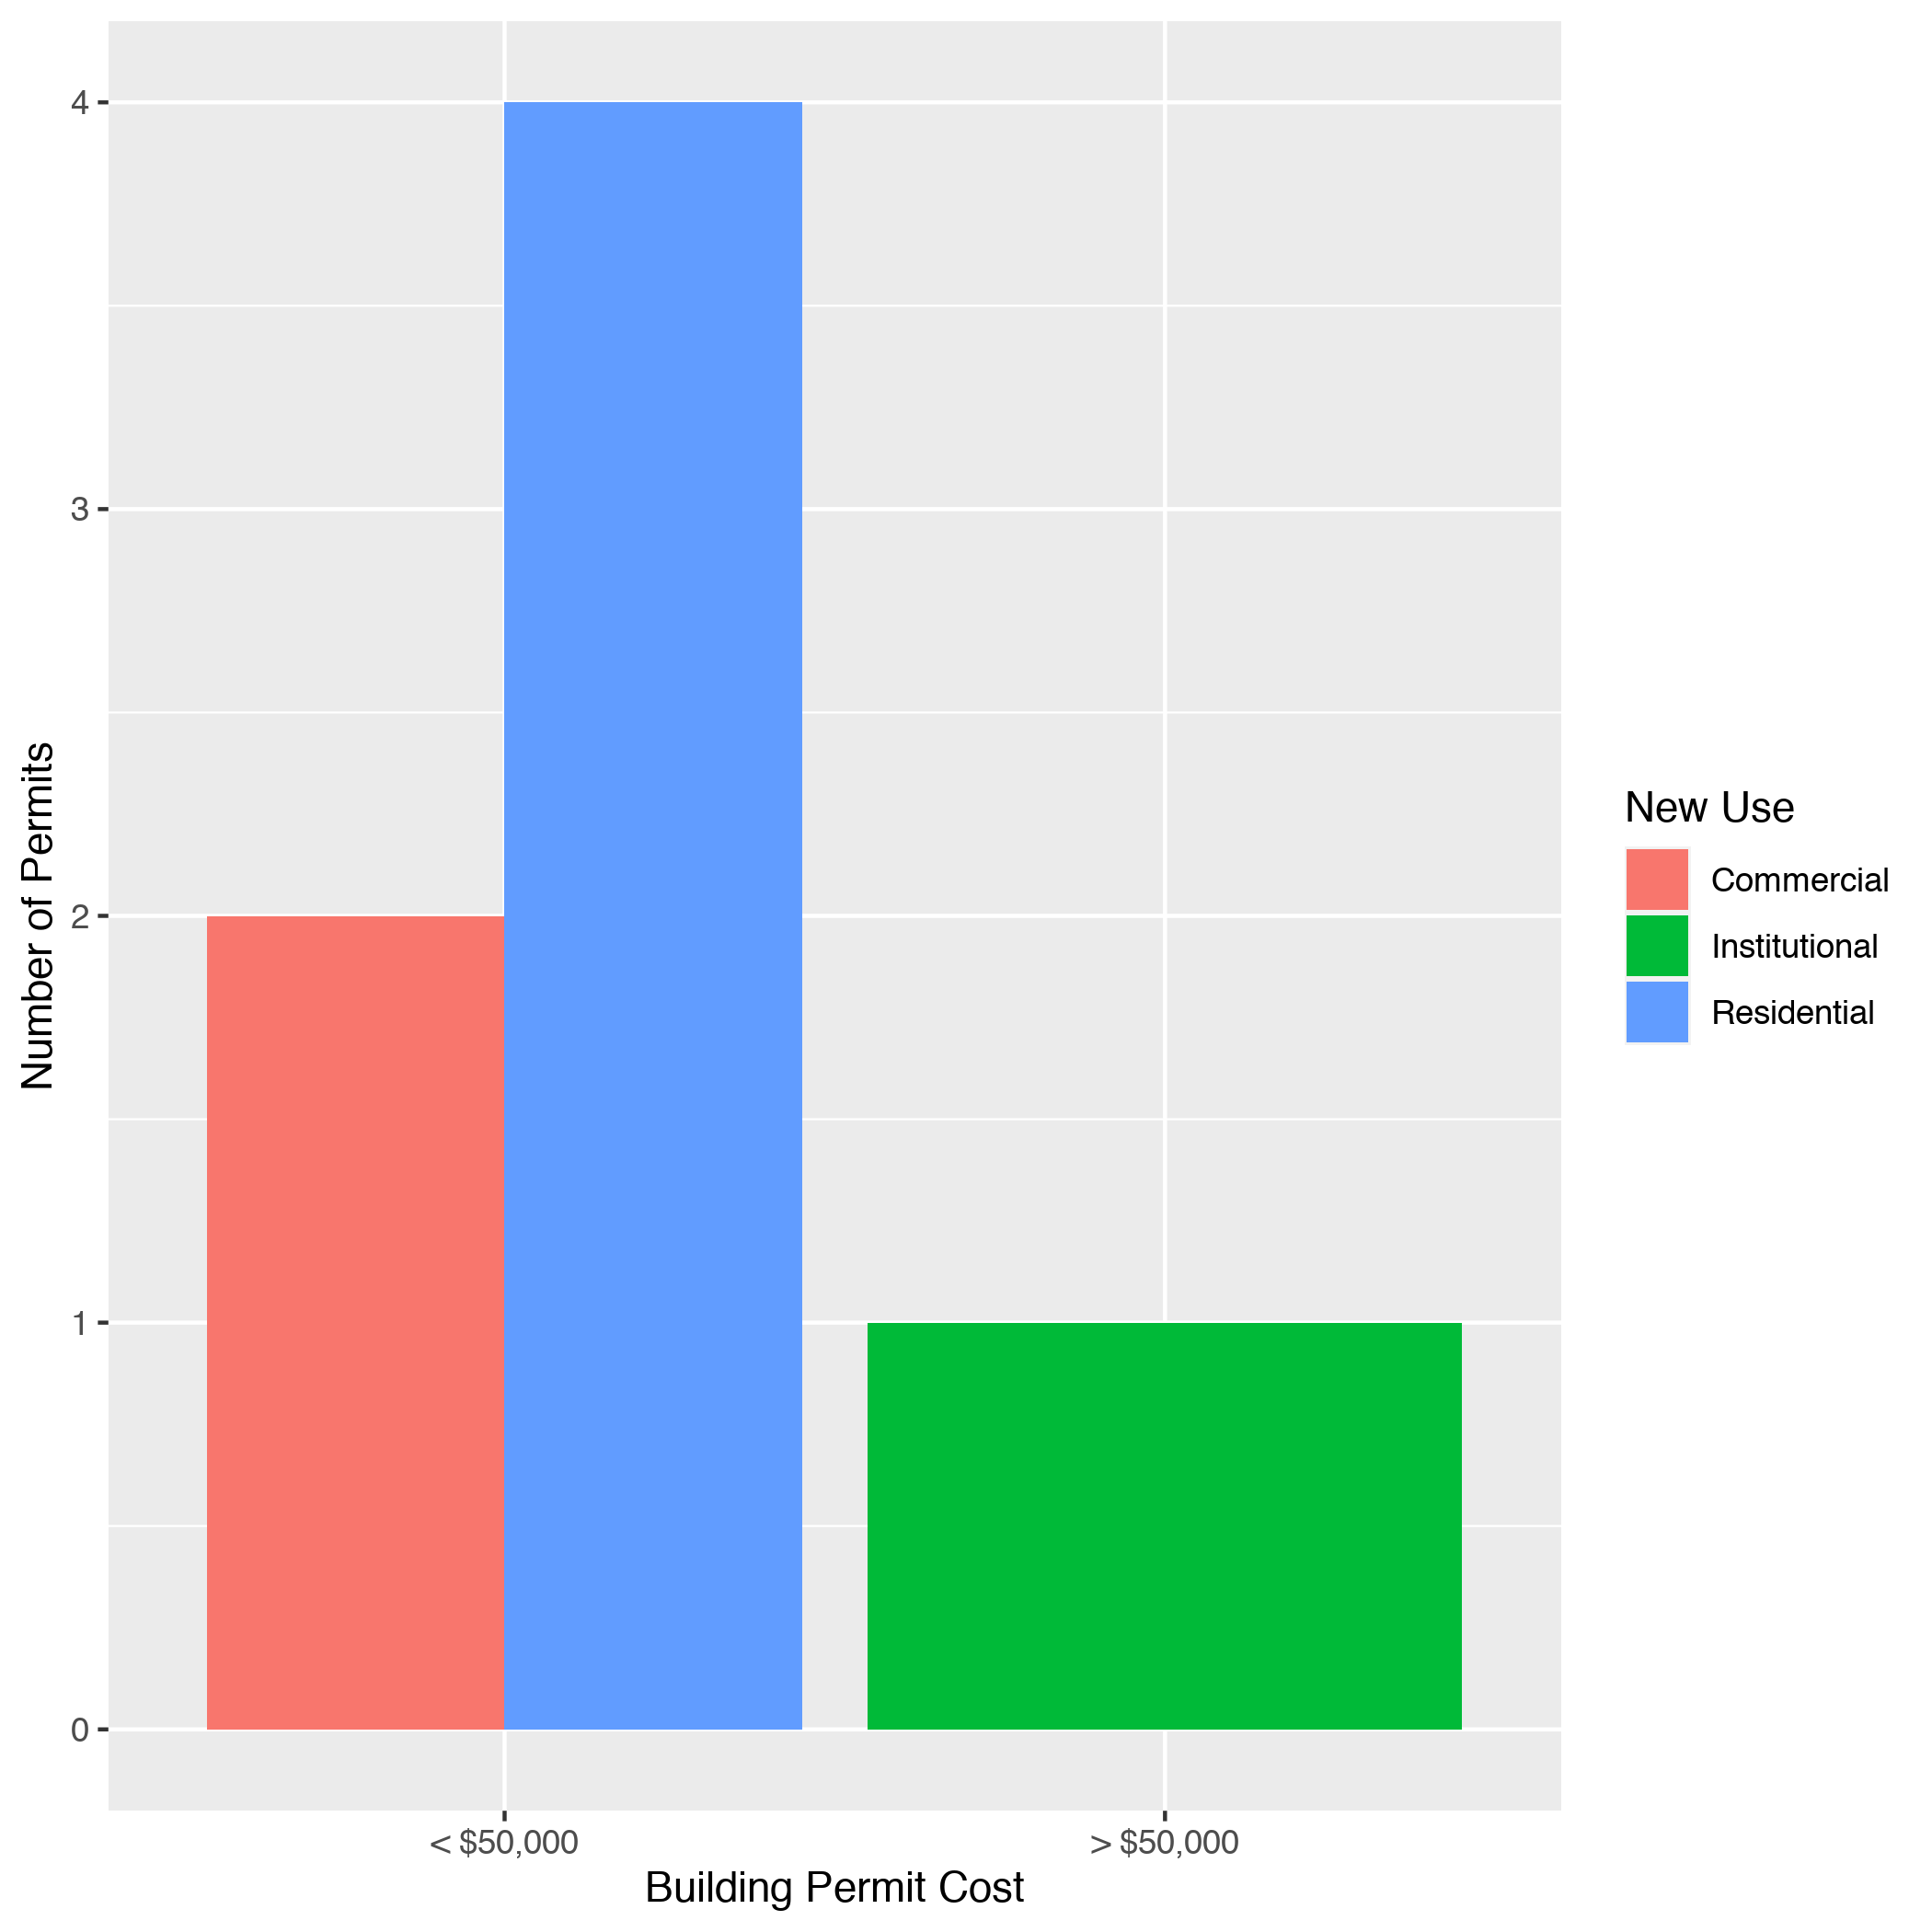 4
3
2
1
0
Number of Permits
< $50,000
> $50,000
Building Permit Cost
New Use
Commercial
Institutional
Residential